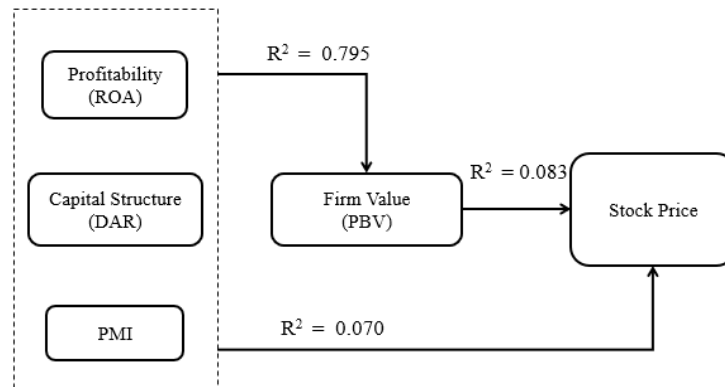 R² = 0.795
Profitability
(ROA)
R² = 0.083
Capital Structure
(DAR)
Firm Value
(PBV)
Stock Price
PMI
R² = 0.070